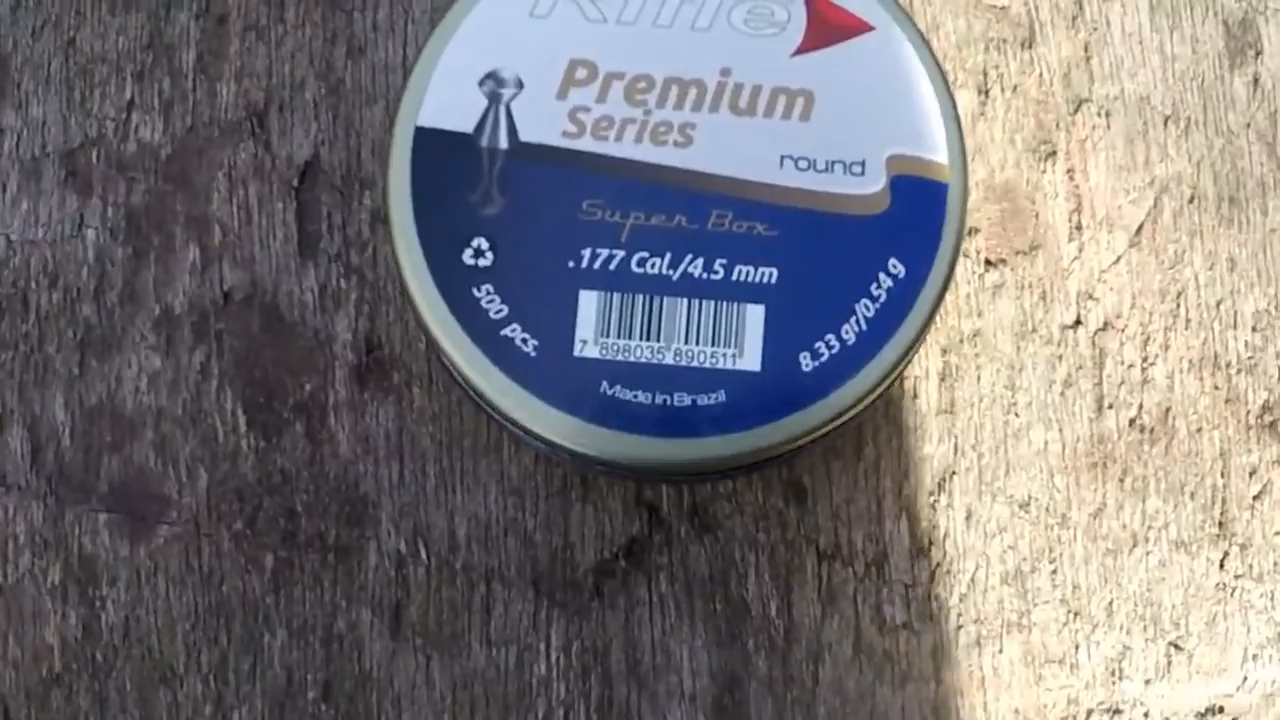 Rifle
Premium
Series
round
Super Box
.177 Cal./4.5 mm
500 pcs.
8.33 gr/0.54 g
7 898035 890511
Made in Brazil